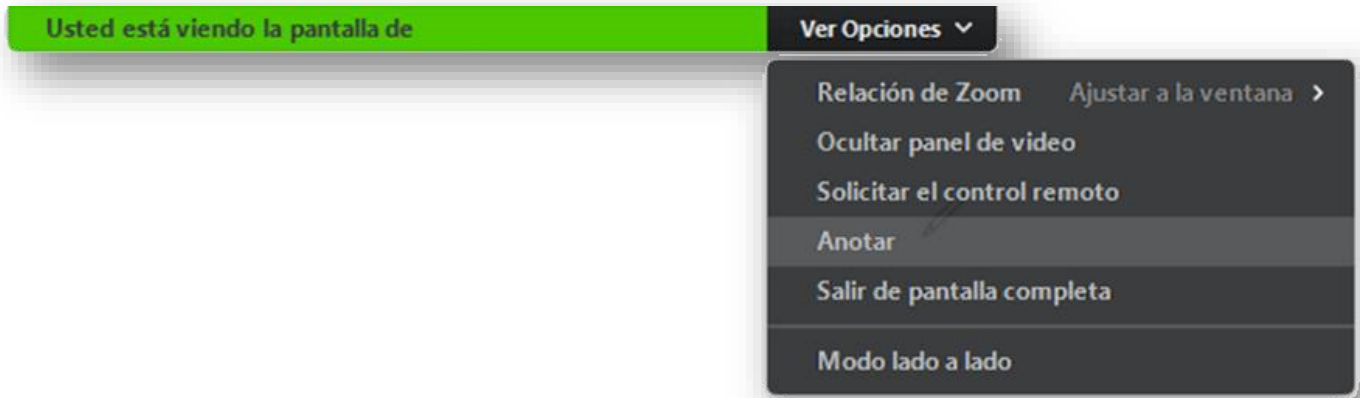 Usted está viendo la pantalla de Ver Opciones
Relación de Zoom Ajustar a la ventana
Ocultar panel de video
Solicitar el control remoto
Anotar
Salir de pantalla completa
Modo lado a lado